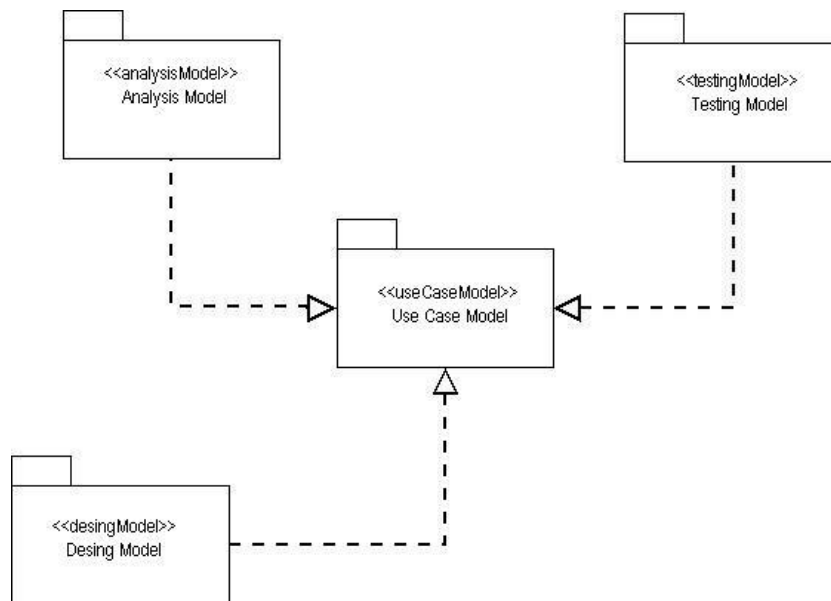 <<analysisModel>>
Analysis Model
<<testingModel>>
Testing Model
<<useCaseModel>>
Use Case Model
<<desingModel>>
Desing Model